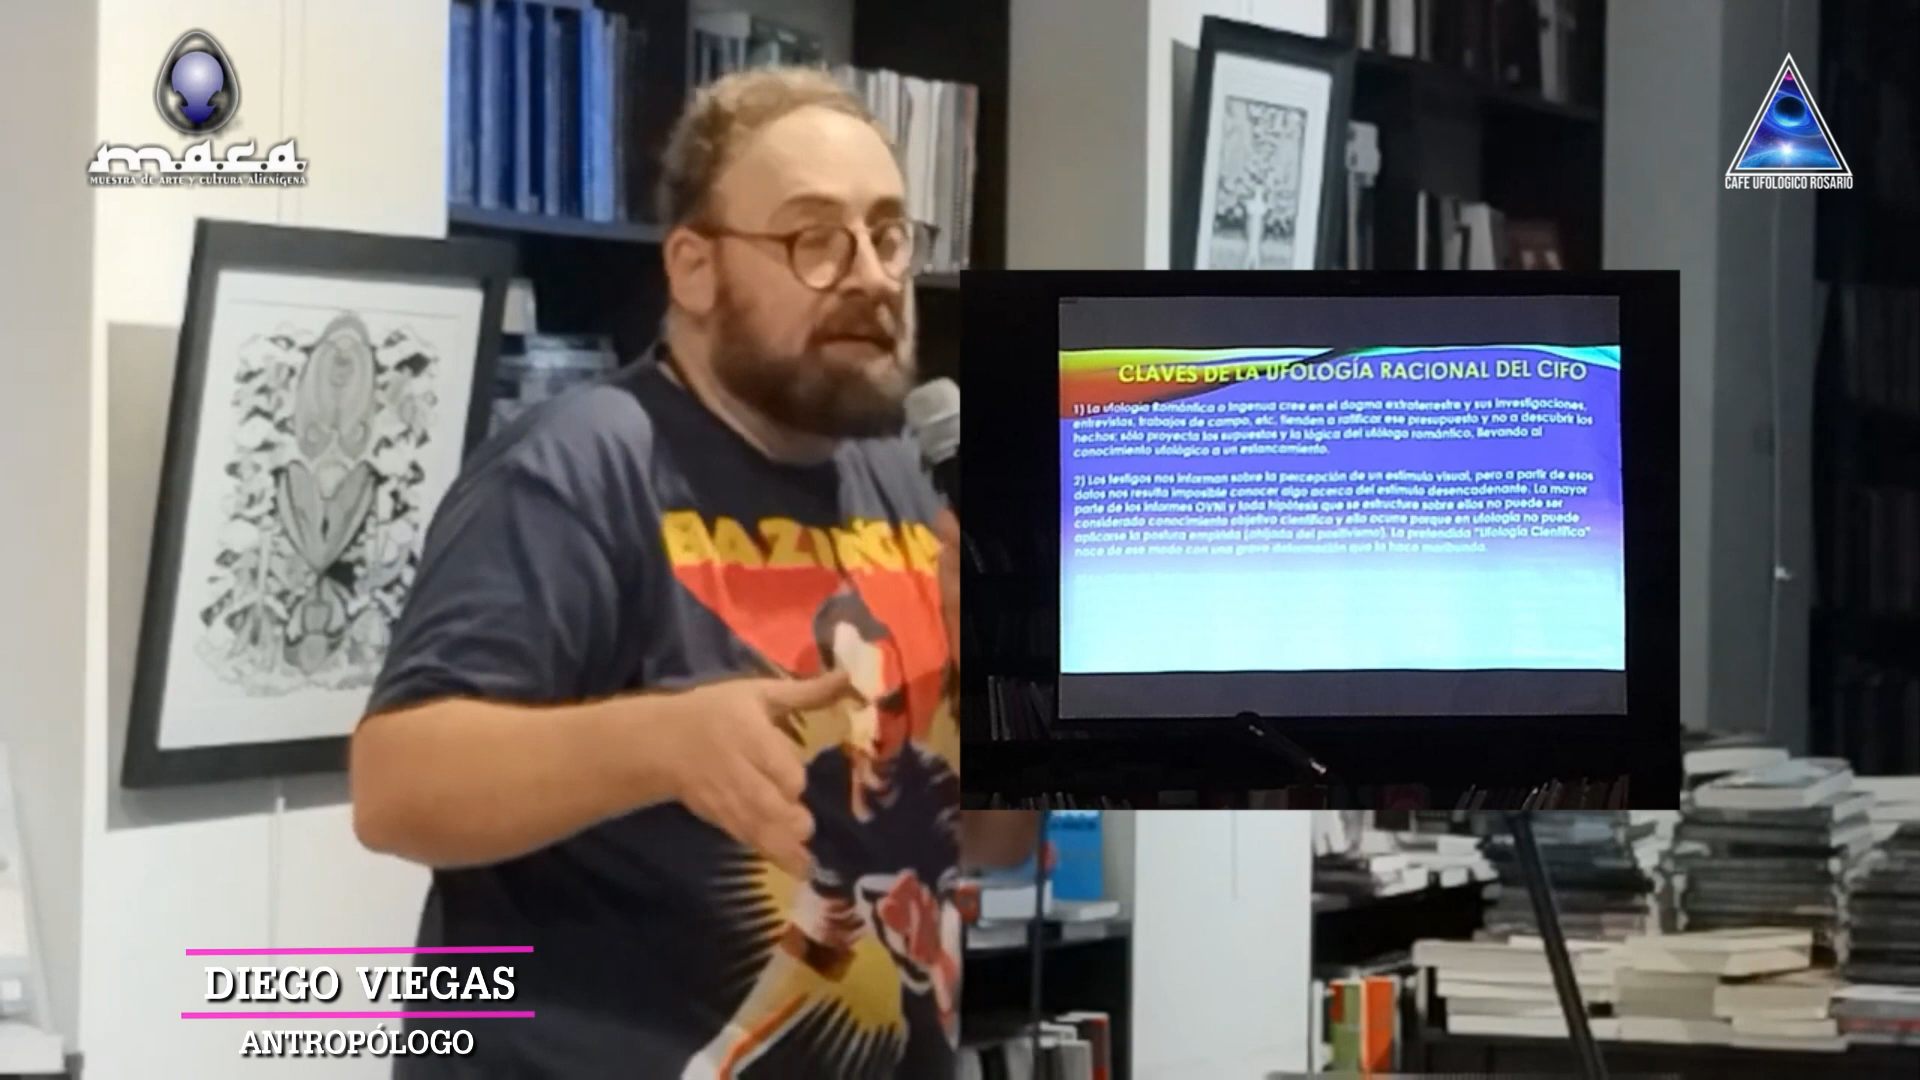 m.a.c.a.
MUESTRA de ARTE y CULTURA ALIENÍGENA
CAFE UFOLOGICO ROSARIO
CLAVES DE LA UFOLOGÍA RACIONAL DEL CIFO
1) La ufología Romántica o Ingenua cree en el dogma extraterrestre y sus investigaciones,
entrevistas, trabajos de campo, etc. tienden a ratificar ese presupuesto y no a descubrir los
hechos; sólo proyecta los supuestos y la lógica del ufólogo romántico, llevando al
conocimiento ufológico a un estancamiento.
2) Los testigos nos informan sobre la percepción de un estímulo visual, pero a partir de esos
datos nos resulta imposible conocer algo acerca del estímulo desencadenante. La mayor
parte de los informes OVNI y toda hipótesis que se estructure sobre ellos no puede ser
considerado conocimiento objetivo científico y ello ocurre porque en ufología no puede
aplicarse la postura empirista (ahijada del positivismo). La pretendida "Ufología Científica"
nace de ese modo con una grave deformación que la hace moribunda.
BAZINGA
DIEGO VIEGAS
ANTROPÓLOGO